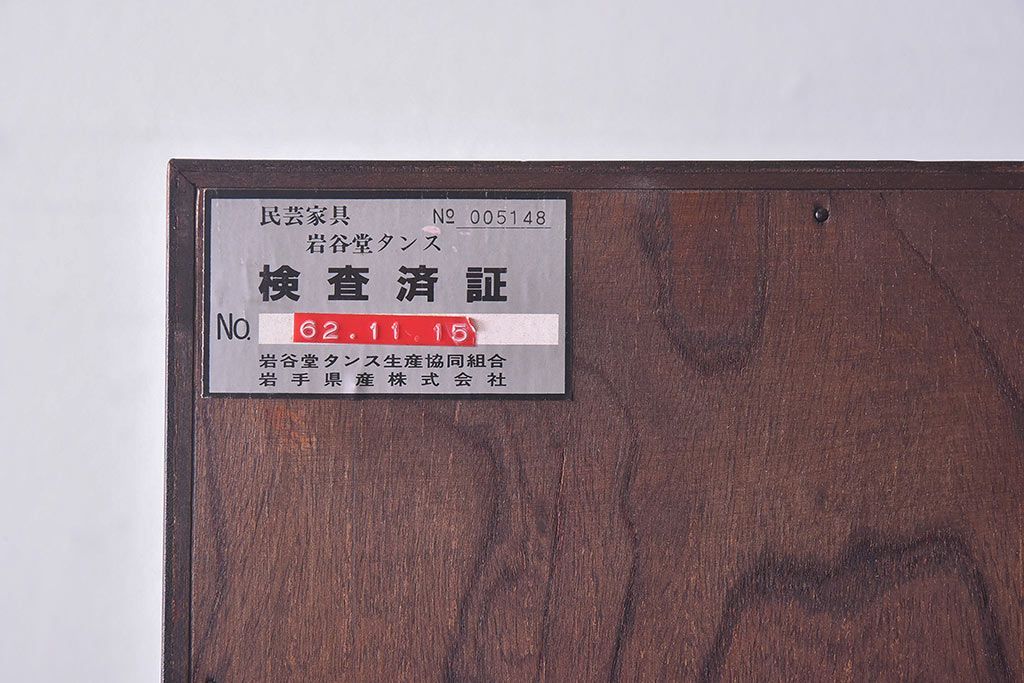 民芸家具 № 005148
岩谷堂タンス
検査済証
No. 62.11.15
岩谷堂タンス生産協同組合
岩手県産株式会社